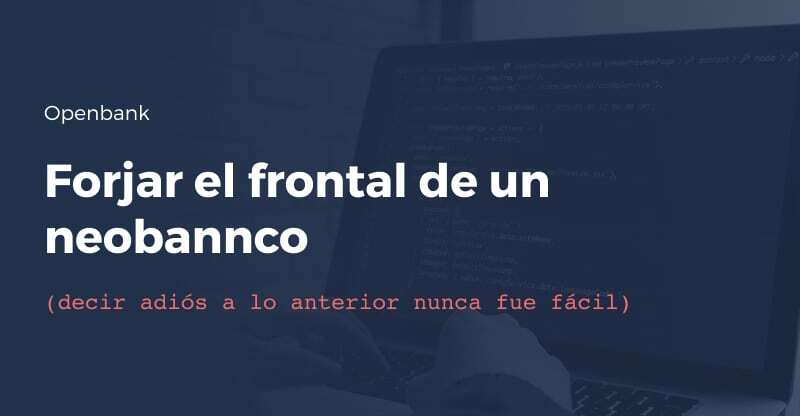 Openbank
Forjar el frontal de un
neobannco
(decir adiós a lo anterior nunca fue fácil)